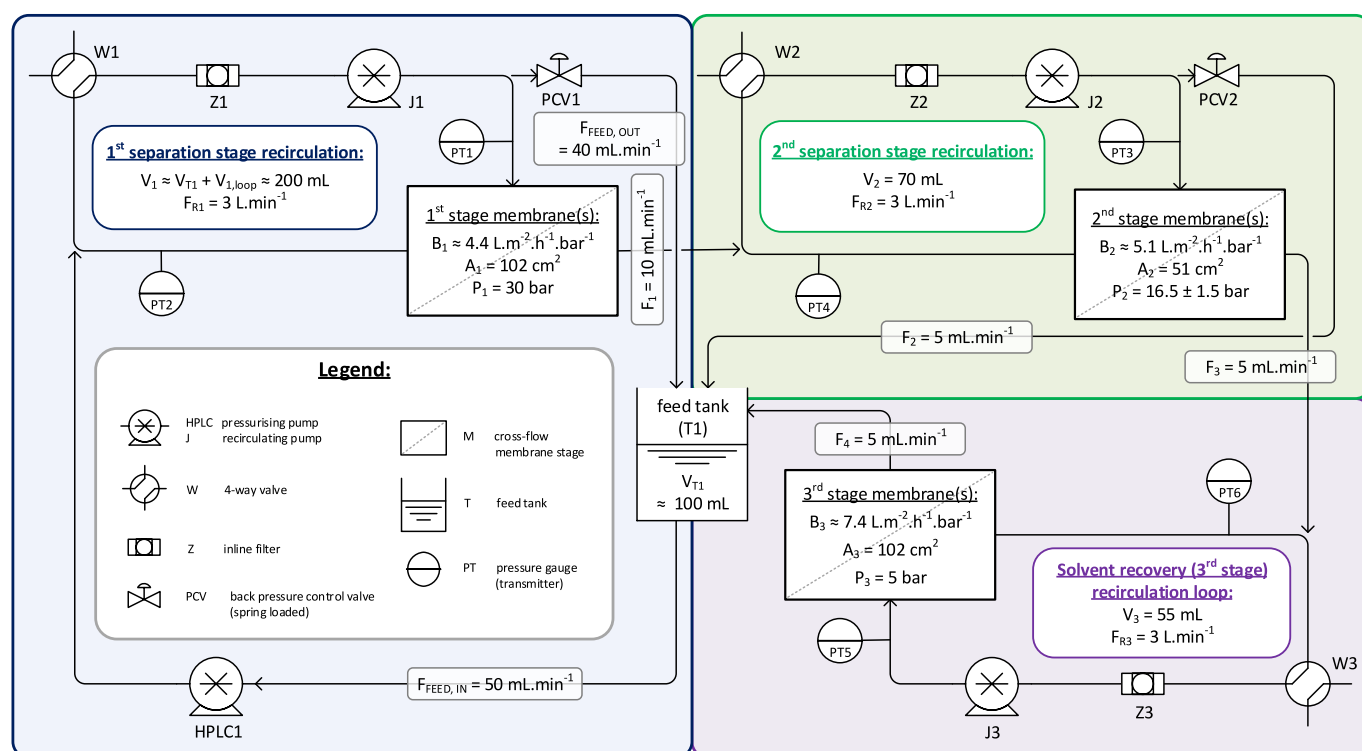 W1
Z1
J1
PCV1
F_FEED, OUT
= 40 mL.min⁻¹
PT1
1ˢᵗ separation stage recirculation:
V₁ ≈ V_T1 + V_1,loop ≈ 200 mL
F_R1 = 3 L.min⁻¹
F₁ = 10 mL.min⁻¹
1ˢᵗ stage membrane(s):
B₁ ≈ 4.4 L.m⁻².h⁻¹.bar⁻¹
A₁ = 102 cm²
P₁ = 30 bar
PT2
W2
Z2
J2
PCV2
PT3
2ⁿᵈ separation stage recirculation:
V₂ = 70 mL
F_R2 = 3 L.min⁻¹
2ⁿᵈ stage membrane(s):
B₂ ≈ 5.1 L.m⁻².h⁻¹.bar⁻¹
A₂ = 51 cm²
P₂ = 16.5 ± 1.5 bar
PT4
F₂ = 5 mL.min⁻¹
F₃ = 5 mL.min⁻¹
Legend:
HPLC pressurising pump
J recirculating pump
W 4-way valve
Z inline filter
PCV back pressure control valve
(spring loaded)
M cross-flow
membrane stage
T feed tank
PT pressure gauge
(transmitter)
feed tank
(T1)
V_T1
≈ 100 mL
F₄ = 5 mL.min⁻¹
3ʳᵈ stage membrane(s):
B₃ ≈ 7.4 L.m⁻².h⁻¹.bar⁻¹
A₃ = 102 cm²
P₃ = 5 bar
PT6
Solvent recovery (3ʳᵈ stage)
recirculation loop:
V₃ = 55 mL
F_R3 = 3 L.min⁻¹
PT5
W3
J3
Z3
F_FEED, IN = 50 mL.min⁻¹
HPLC1